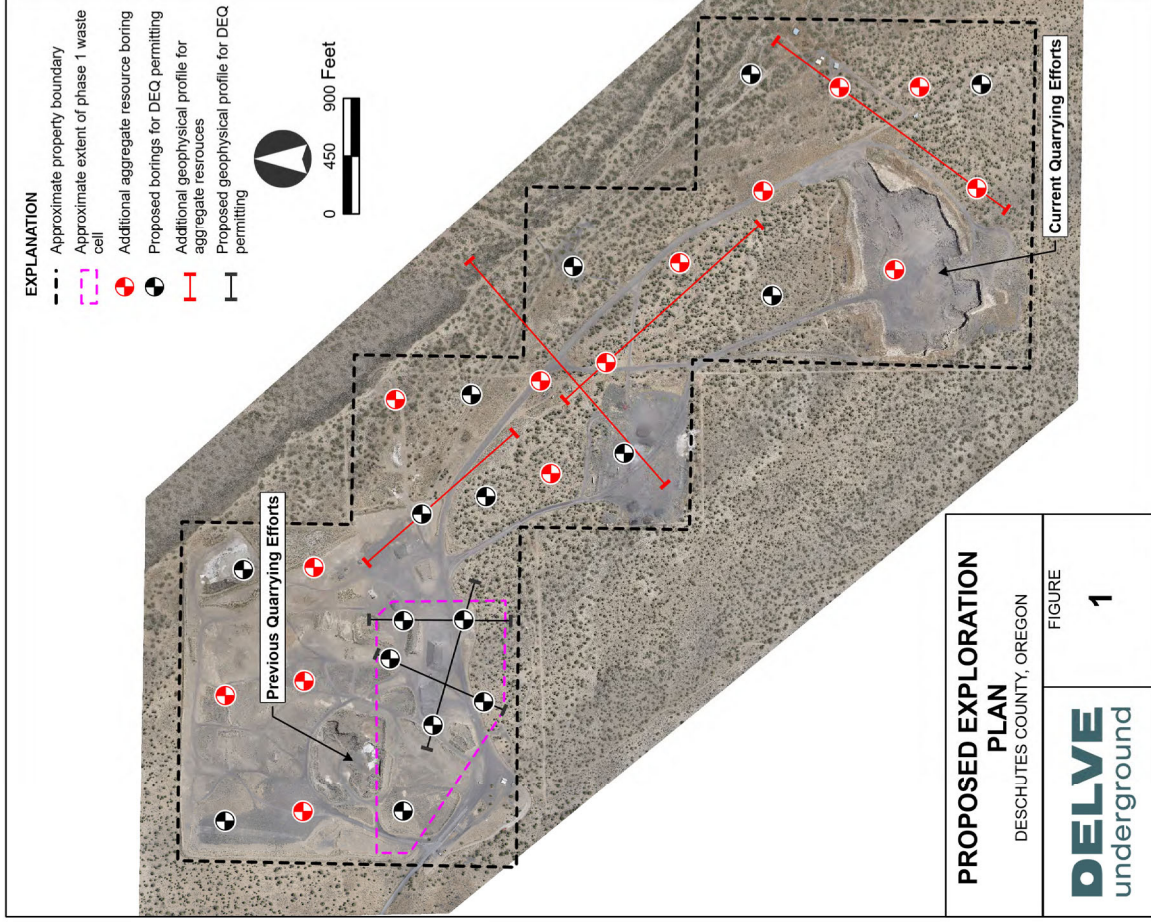 EXPLANATION
Approximate property boundary
Approximate extent of phase 1 waste
cell
Additional aggregate resource boring
Proposed borings for DEQ permitting
Additional geophysical profile for
aggregate resrouces
Proposed geophysical profile for DEQ
permitting
0 450 900 Feet
Previous Quarrying Efforts
Current Quarrying Efforts
PROPOSED EXPLORATION
PLAN
DESCHUTES COUNTY, OREGON
DELVE
underground
FIGURE
1